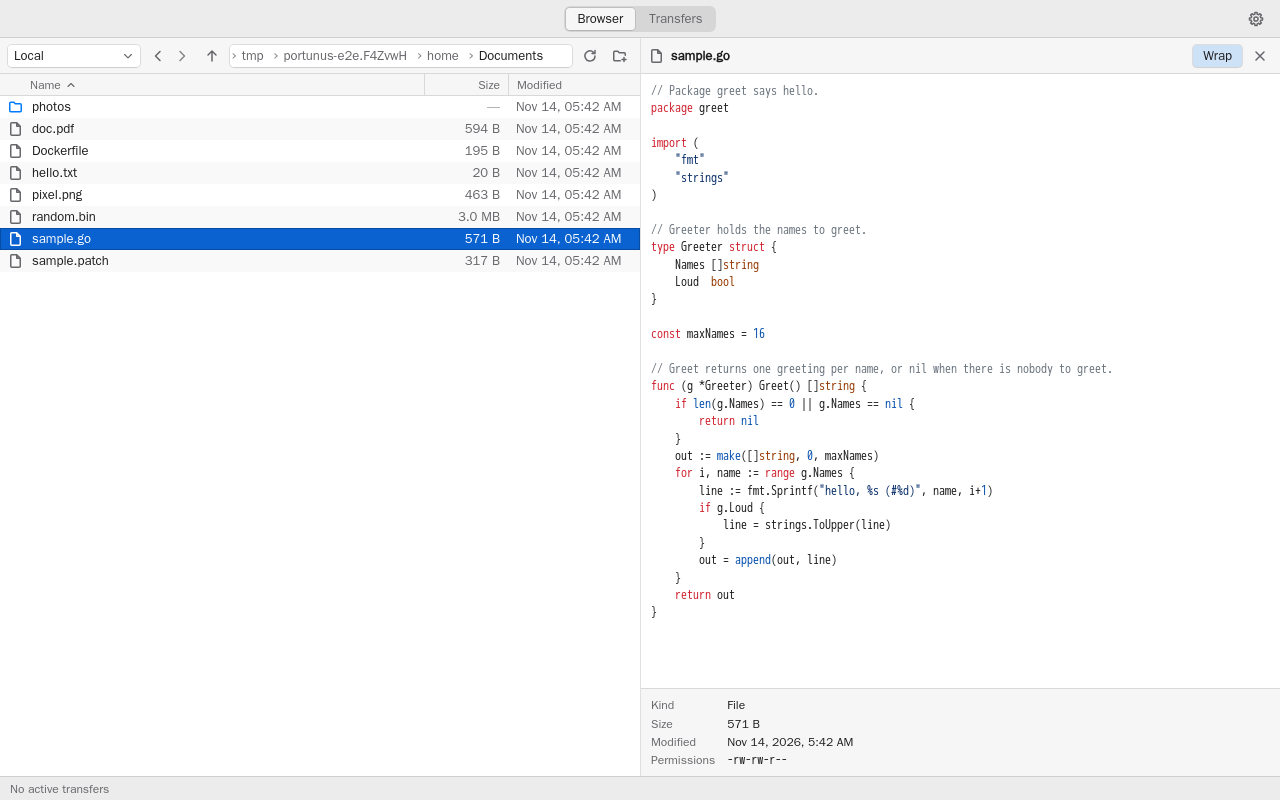 Browser Transfers
Local tmp portunus-e2e.F4ZvwH home Documents
Name Size Modified
photos — Nov 14, 05:42 AM
doc.pdf 594 B Nov 14, 05:42 AM
Dockerfile 195 B Nov 14, 05:42 AM
hello.txt 20 B Nov 14, 05:42 AM
pixel.png 463 B Nov 14, 05:42 AM
random.bin 3.0 MB Nov 14, 05:42 AM
sample.go 571 B Nov 14, 05:42 AM
sample.patch 317 B Nov 14, 05:42 AM
sample.go Wrap
// Package greet says hello.
package greet
import (
    "fmt"
    "strings"
)
// Greeter holds the names to greet.
type Greeter struct {
    Names []string
    Loud  bool
}
const maxNames = 16
// Greet returns one greeting per name, or nil when there is nobody to greet.
func (g *Greeter) Greet() []string {
    if len(g.Names) == 0 || g.Names == nil {
        return nil
    }
    out := make([]string, 0, maxNames)
    for i, name := range g.Names {
        line := fmt.Sprintf("hello, %s (#%d)", name, i+1)
        if g.Loud {
            line = strings.ToUpper(line)
        }
        out = append(out, line)
    }
    return out
}
Kind File
Size 571 B
Modified Nov 14, 2026, 5:42 AM
Permissions -rw-rw-r--
No active transfers